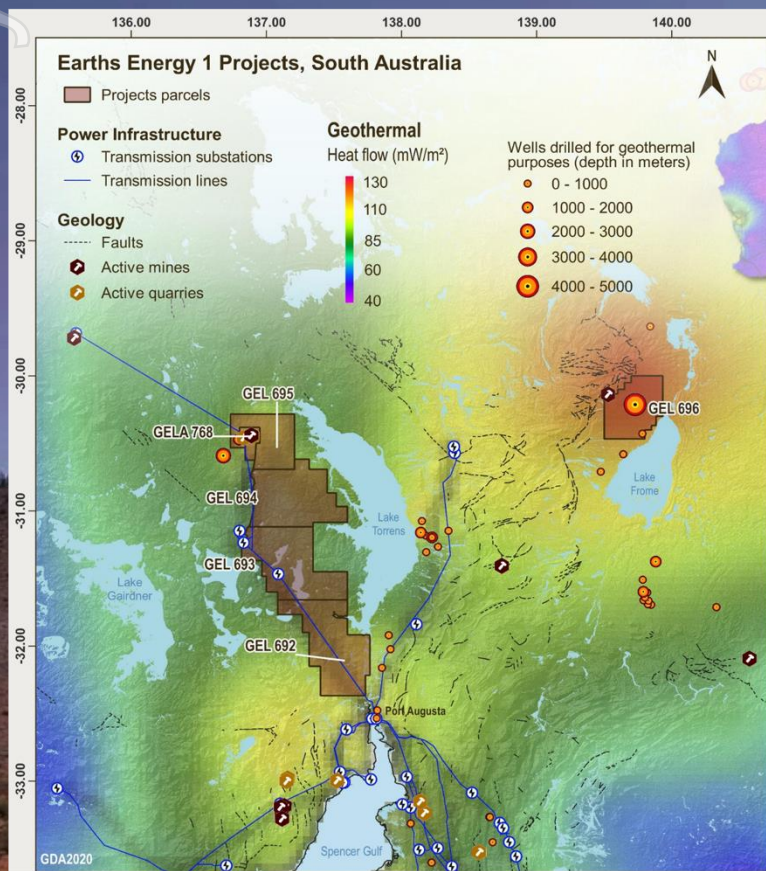 136.00
137.00
138.00
139.00
140.00
-28.00
-29.00
-30.00
-31.00
-32.00
-33.00
Earths Energy 1 Projects, South Australia
N
Projects parcels
Power Infrastructure
Transmission substations
Transmission lines
Geology
Faults
Active mines
Active quarries
Geothermal
Heat flow (mW/m²)
130
110
85
60
40
Wells drilled for geothermal
purposes (depth in meters)
0 - 1000
1000 - 2000
2000 - 3000
3000 - 4000
4000 - 5000
GEL 695
GELA 768
GEL 696
GEL 694
Lake
Frome
Lake
Torrens
GEL 693
Lake
Gairdner
GEL 692
Port Augusta
Spencer Gulf
GDA2020